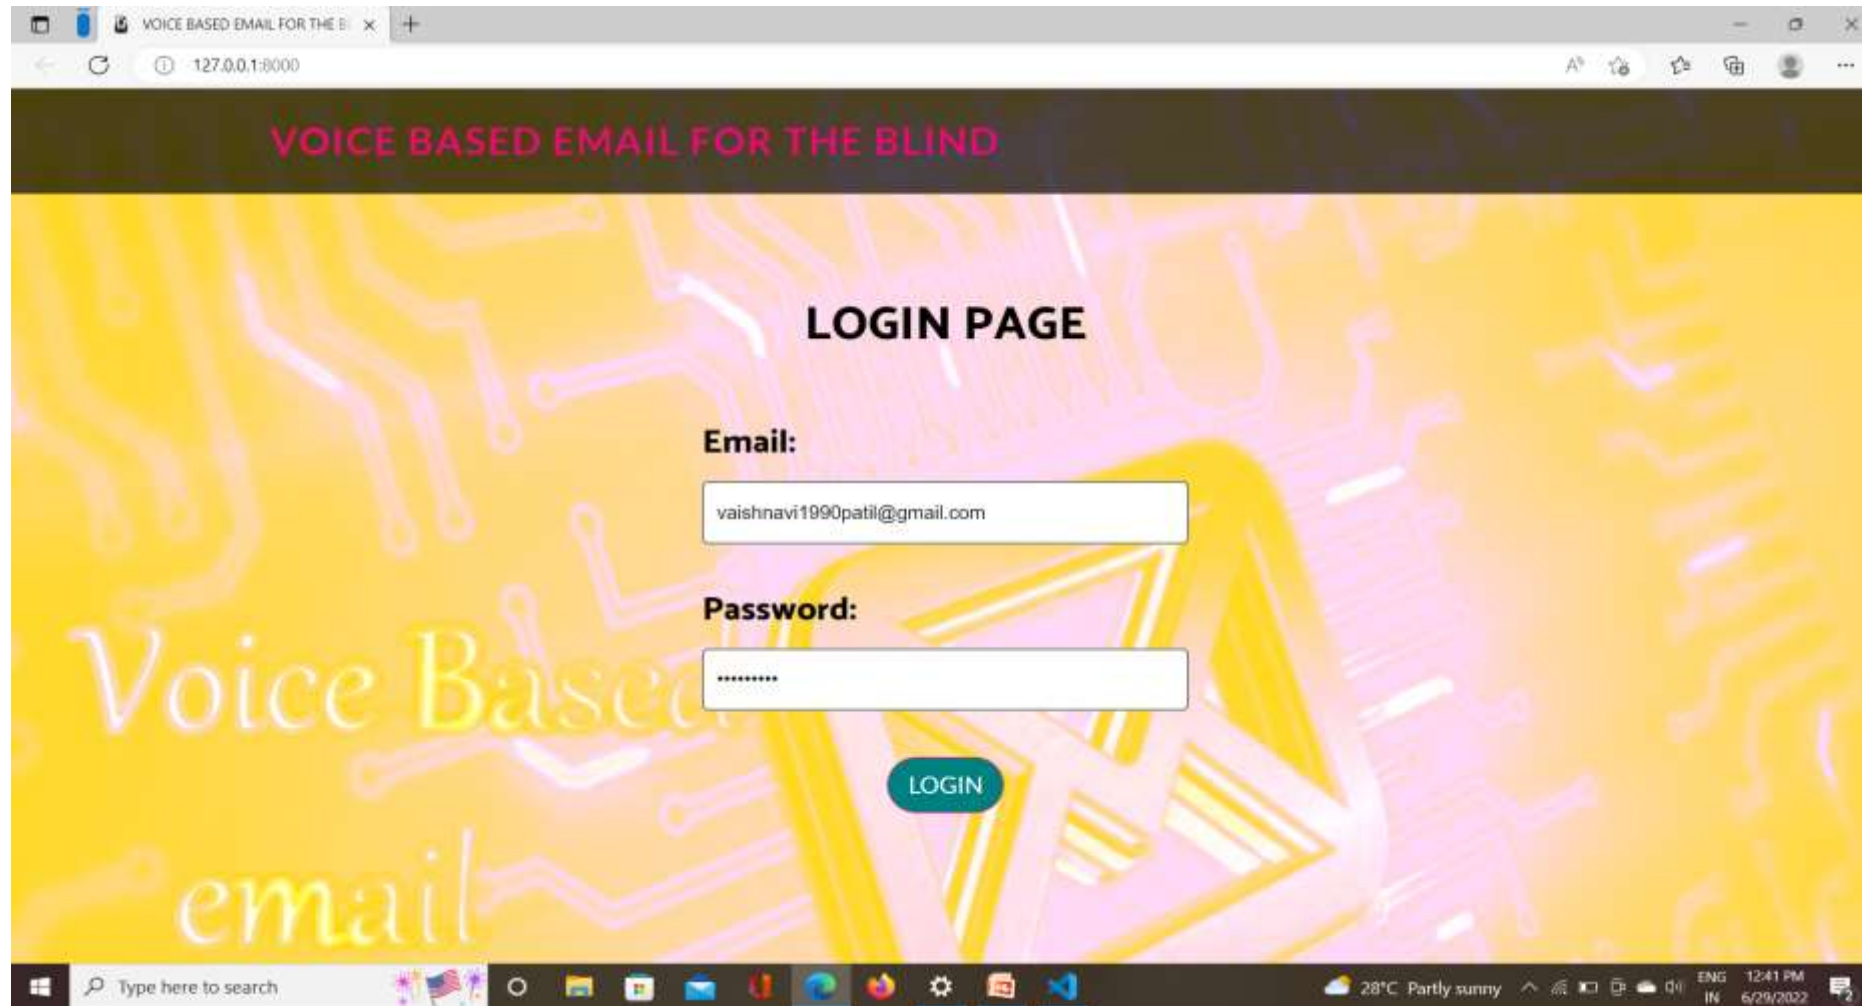 VOICE BASED EMAIL FOR THE B
127.0.0.1:8000
VOICE BASED EMAIL FOR THE BLIND
LOGIN PAGE
Email:
vaishnavi1990patil@gmail.com
Password:
•••••••••
Voice Based
LOGIN
email
Type here to search
28°C Partly sunny
ENG 12:41 PM
IN 6/29/2022